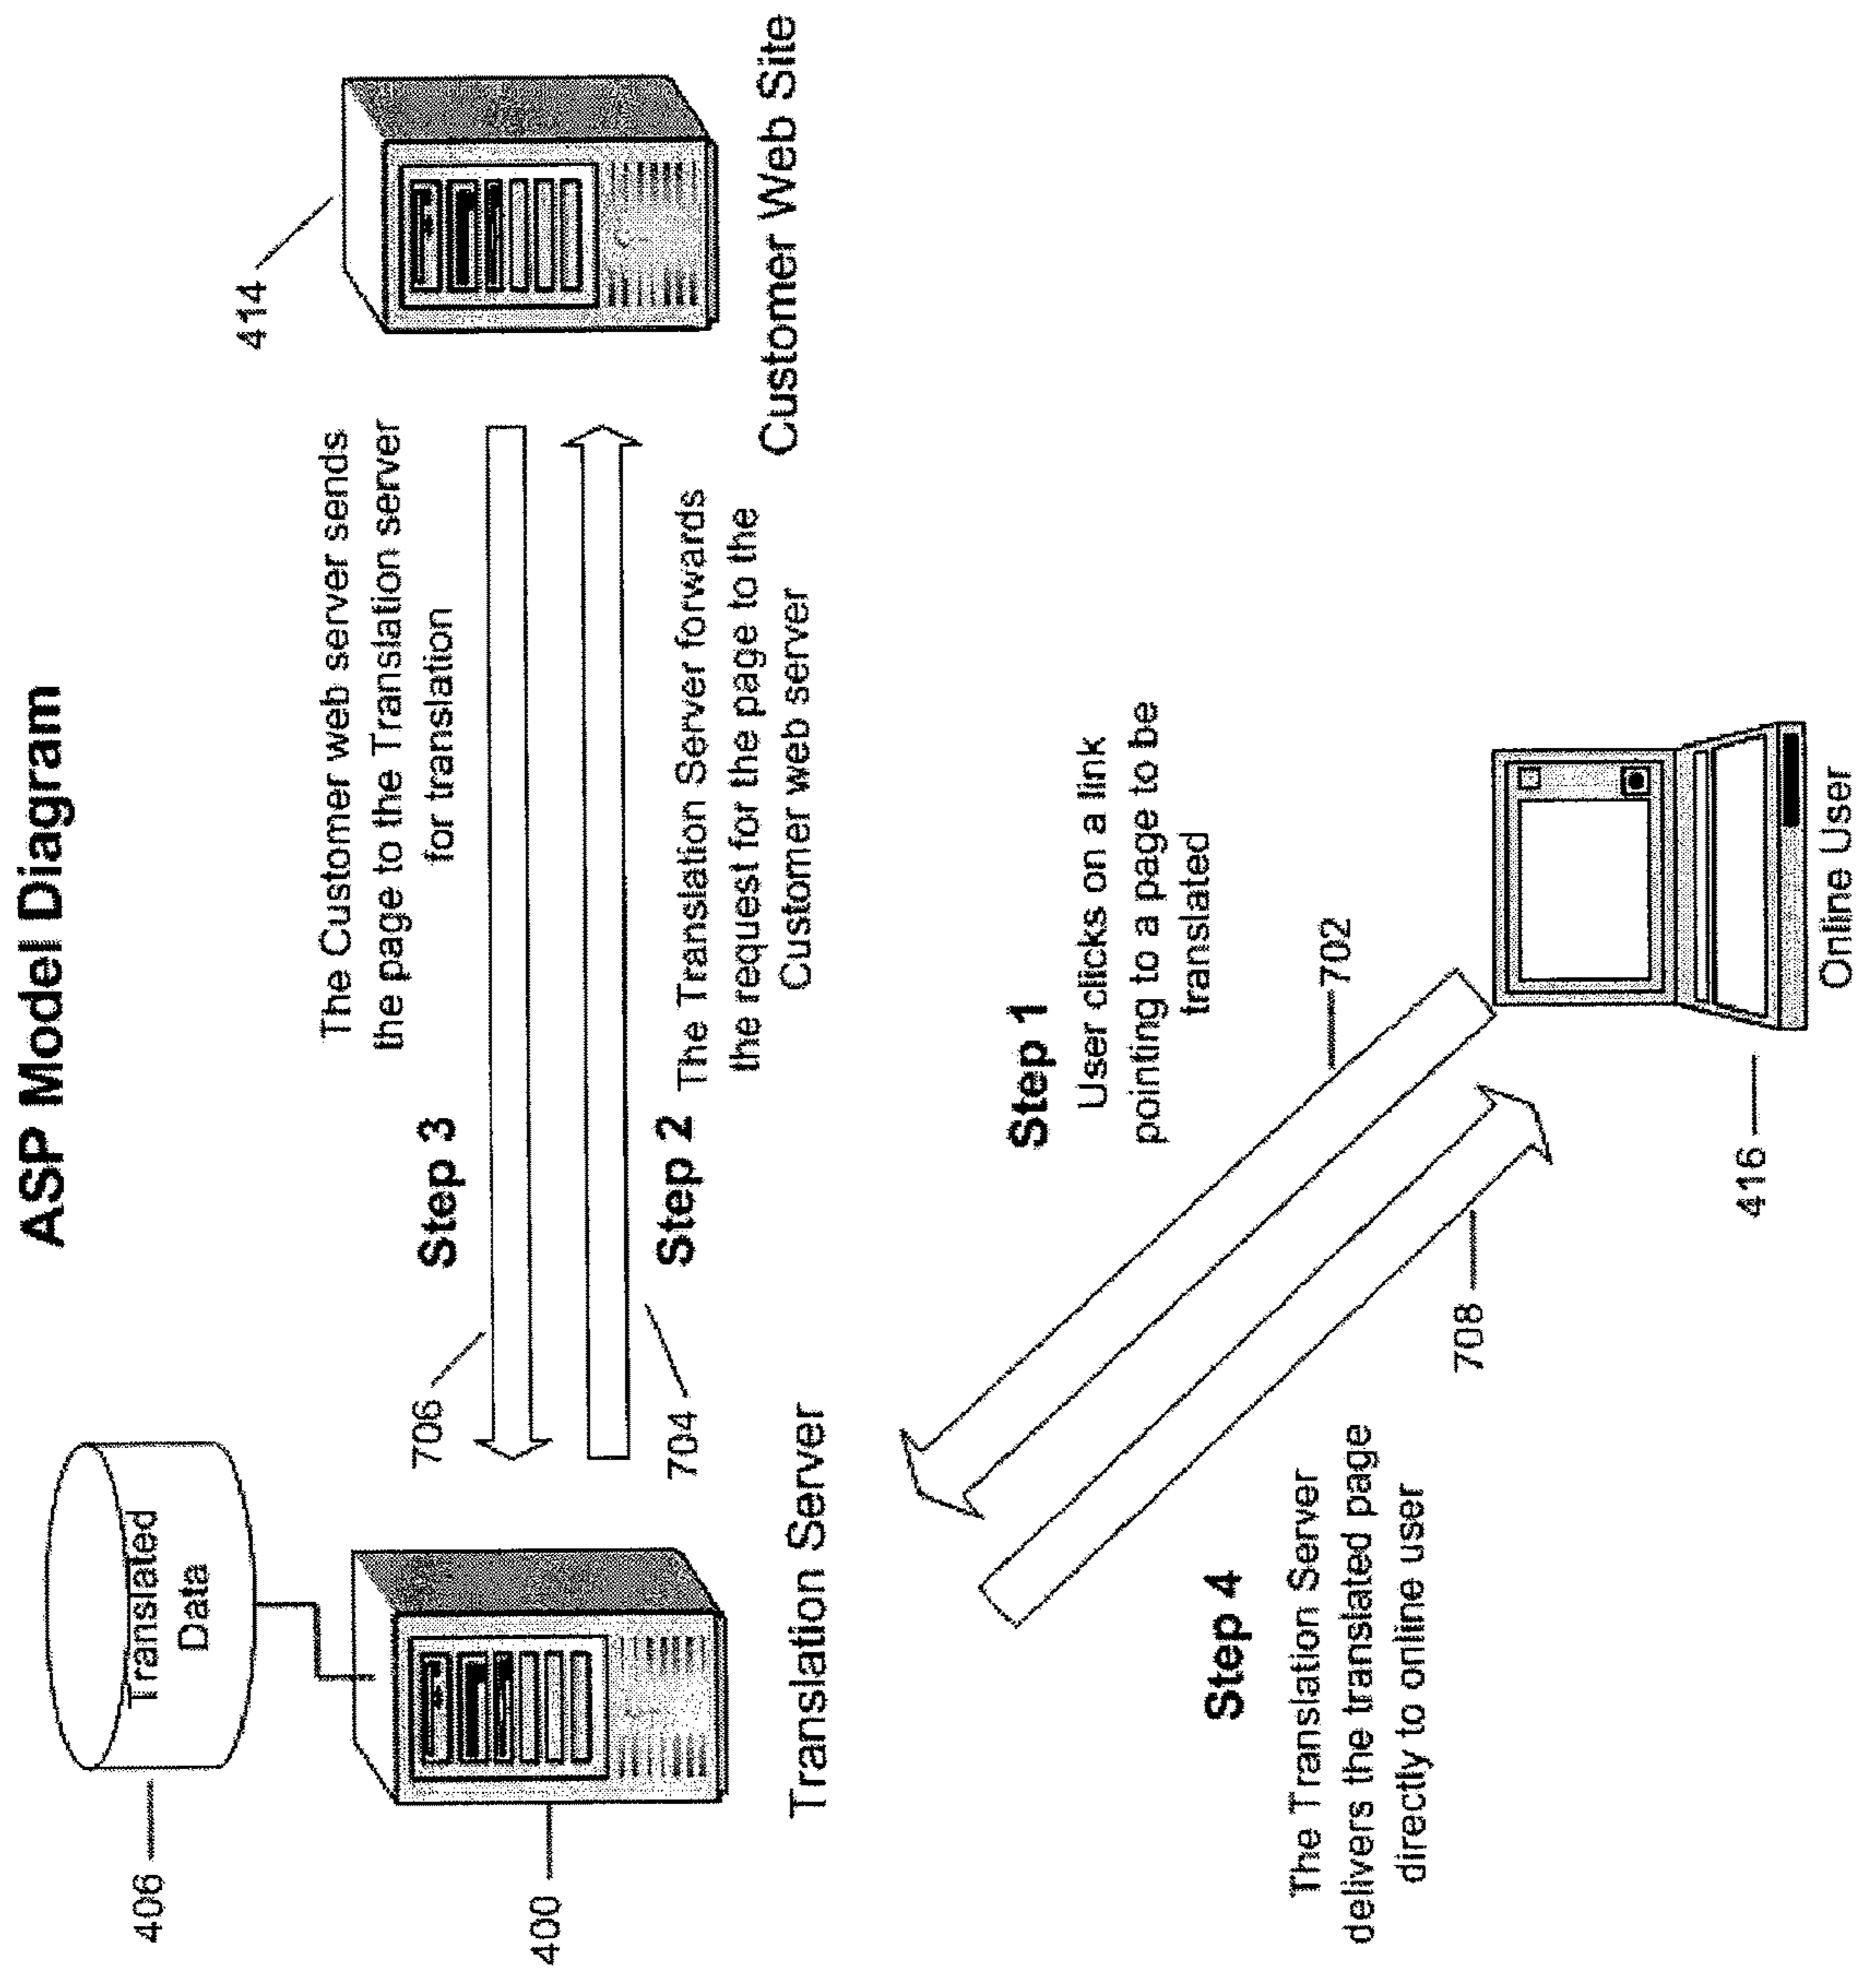 ASP Model Diagram
406
Translated
Data
400
Translation Server
414
Customer Web Site
The Customer web server sends
the page to the Translation server
for translation
Step 3
706
Step 2
The Translation Server forwards
the request for the page to the
Customer web server
704
Step 1
User clicks on a link
pointing to a page to be
translated
702
Step 4
The Translation Server
delivers the translated page
directly to online user
708
416
Online User